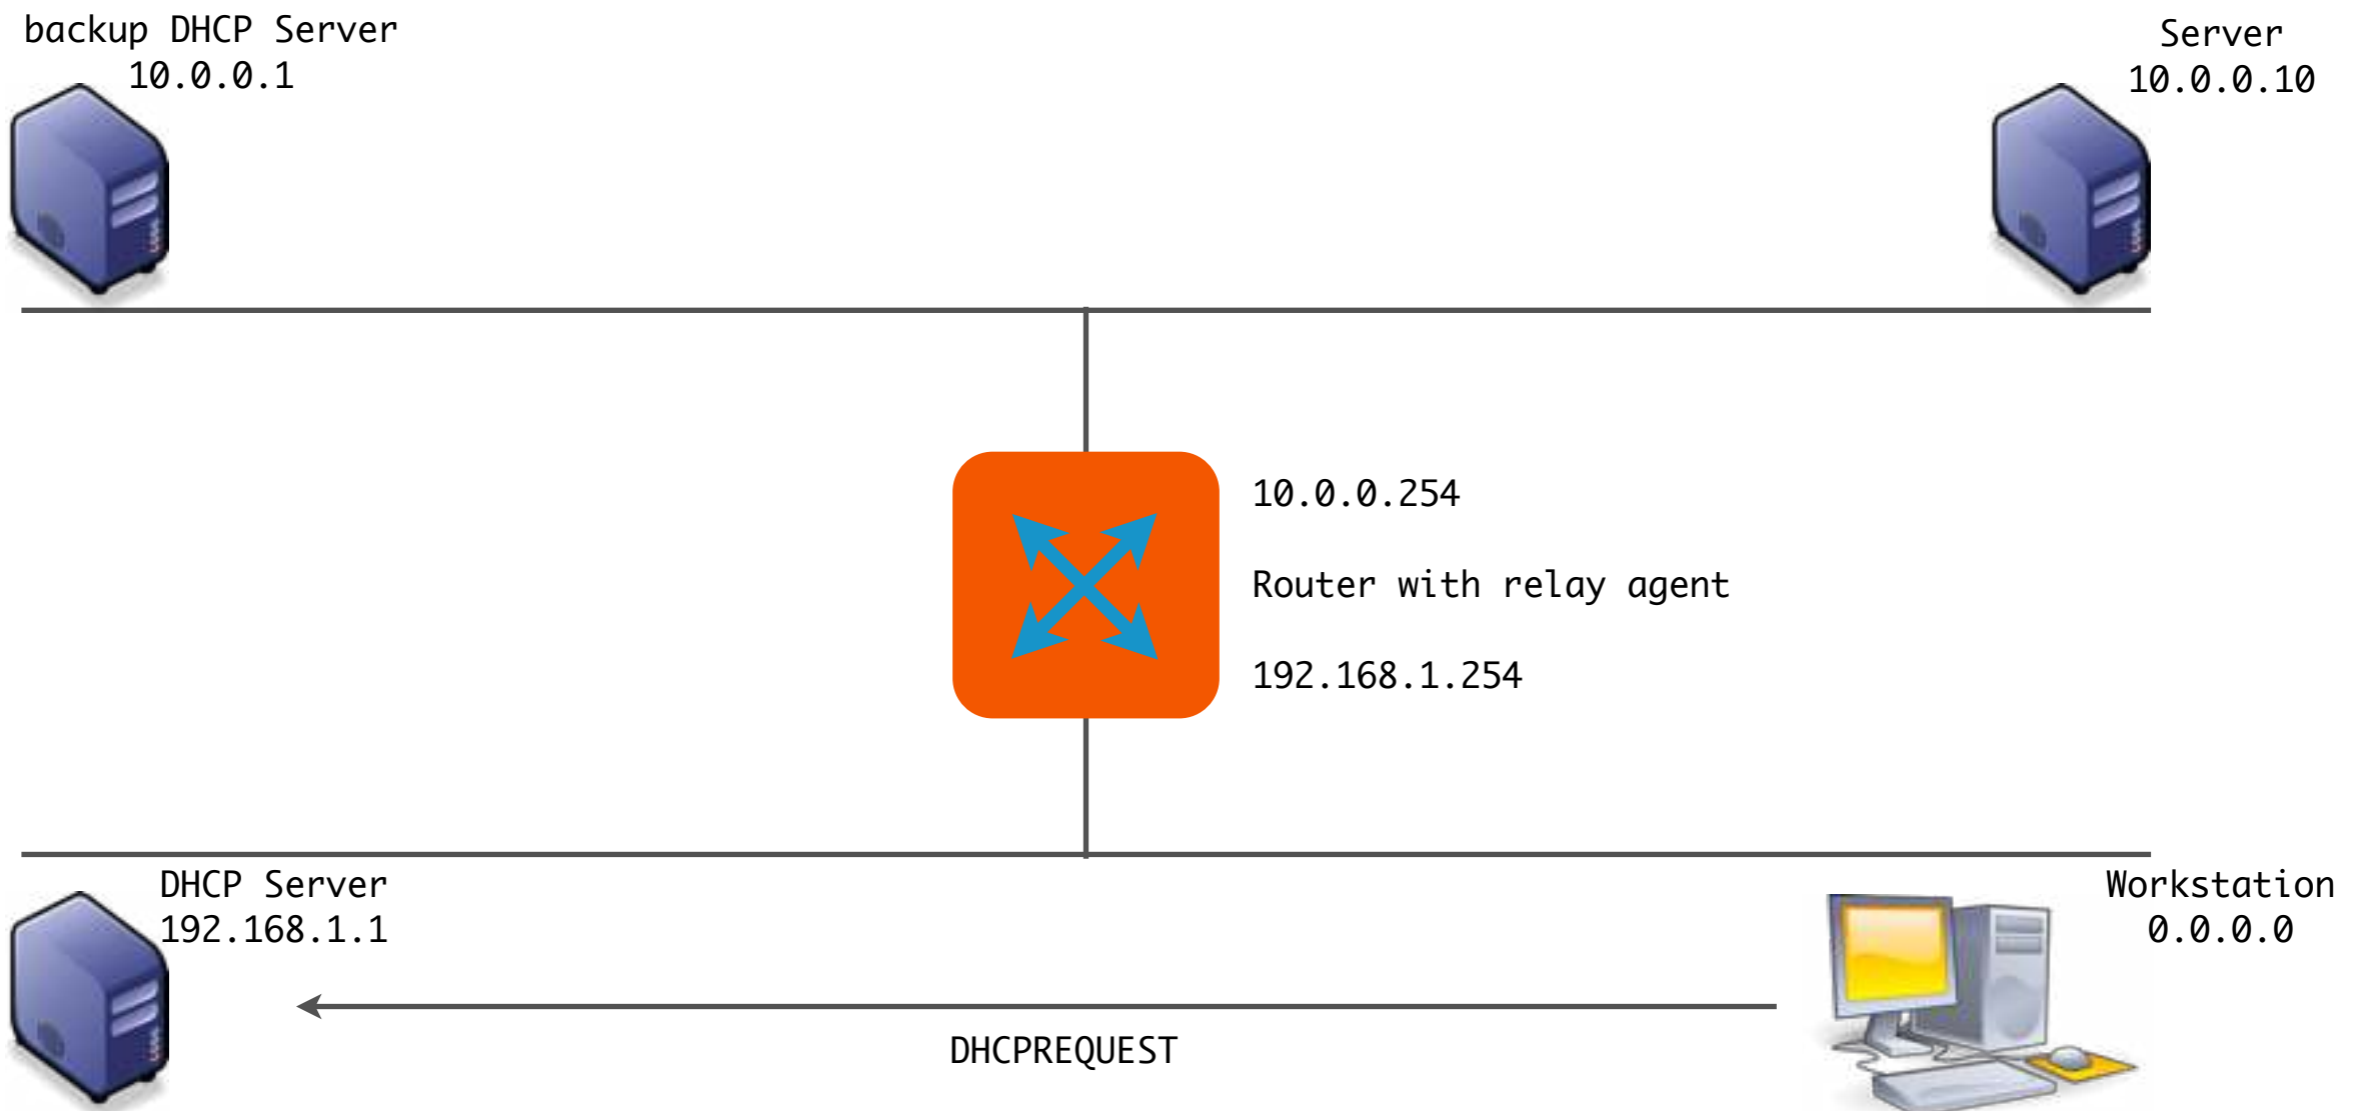 backup DHCP Server
10.0.0.1
Server
10.0.0.10
10.0.0.254
Router with relay agent
192.168.1.254
DHCP Server
192.168.1.1
Workstation
0.0.0.0
DHCPREQUEST